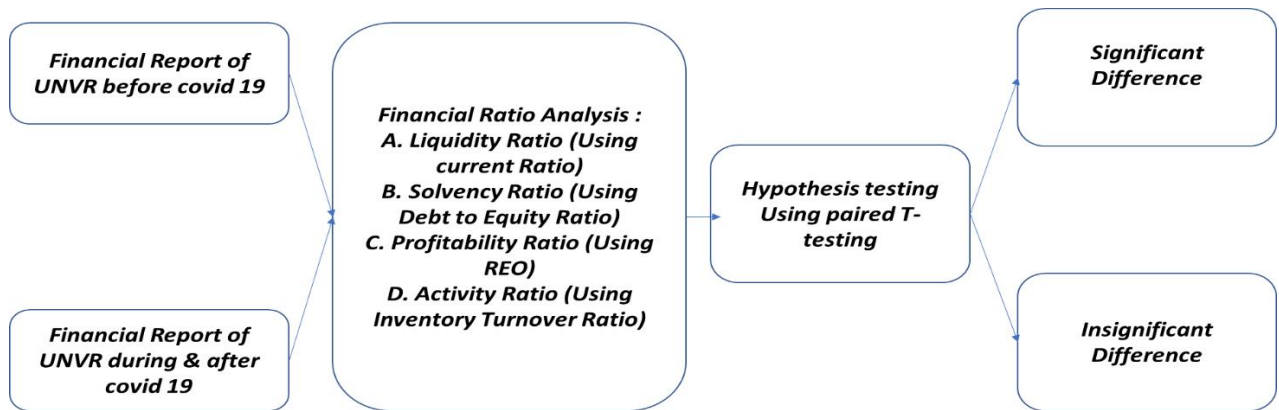 Financial Report of
UNVR before covid 19
Financial Report of
UNVR during & after
covid 19
Financial Ratio Analysis :
A. Liquidity Ratio (Using
current Ratio)
B. Solvency Ratio (Using
Debt to Equity Ratio)
C. Profitability Ratio (Using
REO)
D. Activity Ratio (Using
Inventory Turnover Ratio)
Hypothesis testing
Using paired T-
testing
Significant
Difference
Insignificant
Difference